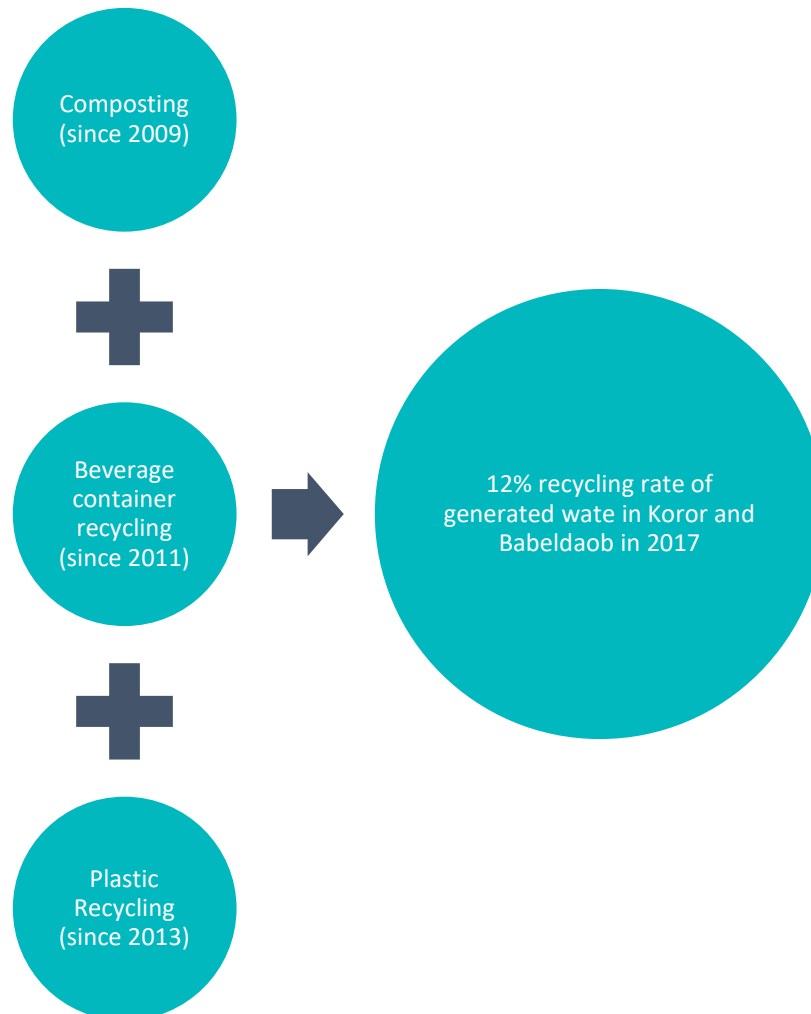 Composting
(since 2009)
Beverage
container
recycling
(since 2011)
12% recycling rate of
generated wate in Koror and
Babeldaob in 2017
Plastic
Recycling
(since 2013)